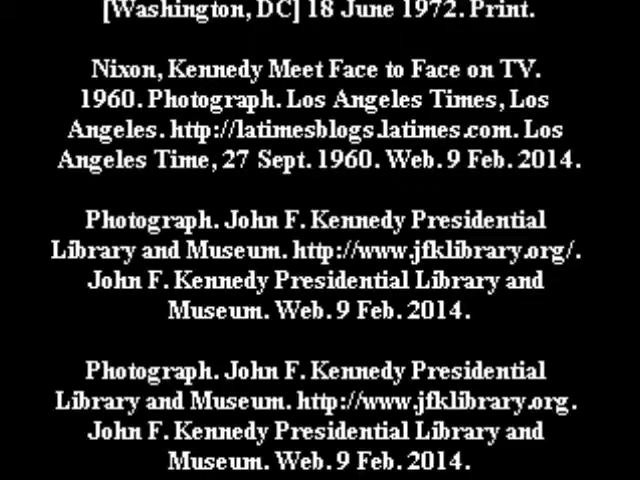 [Washington, DC] 18 June 1972. Print.
Nixon, Kennedy Meet Face to Face on TV.
1960. Photograph. Los Angeles Times, Los
Angeles. http://latimesblogs.latimes.com. Los
Angeles Time, 27 Sept. 1960. Web. 9 Feb. 2014.
Photograph. John F. Kennedy Presidential
Library and Museum. http://www.jfklibrary.org/.
John F. Kennedy Presidential Library and
Museum. Web. 9 Feb. 2014.
Photograph. John F. Kennedy Presidential
Library and Museum. http://www.jfklibrary.org.
John F. Kennedy Presidential Library and
Museum. Web. 9 Feb. 2014.